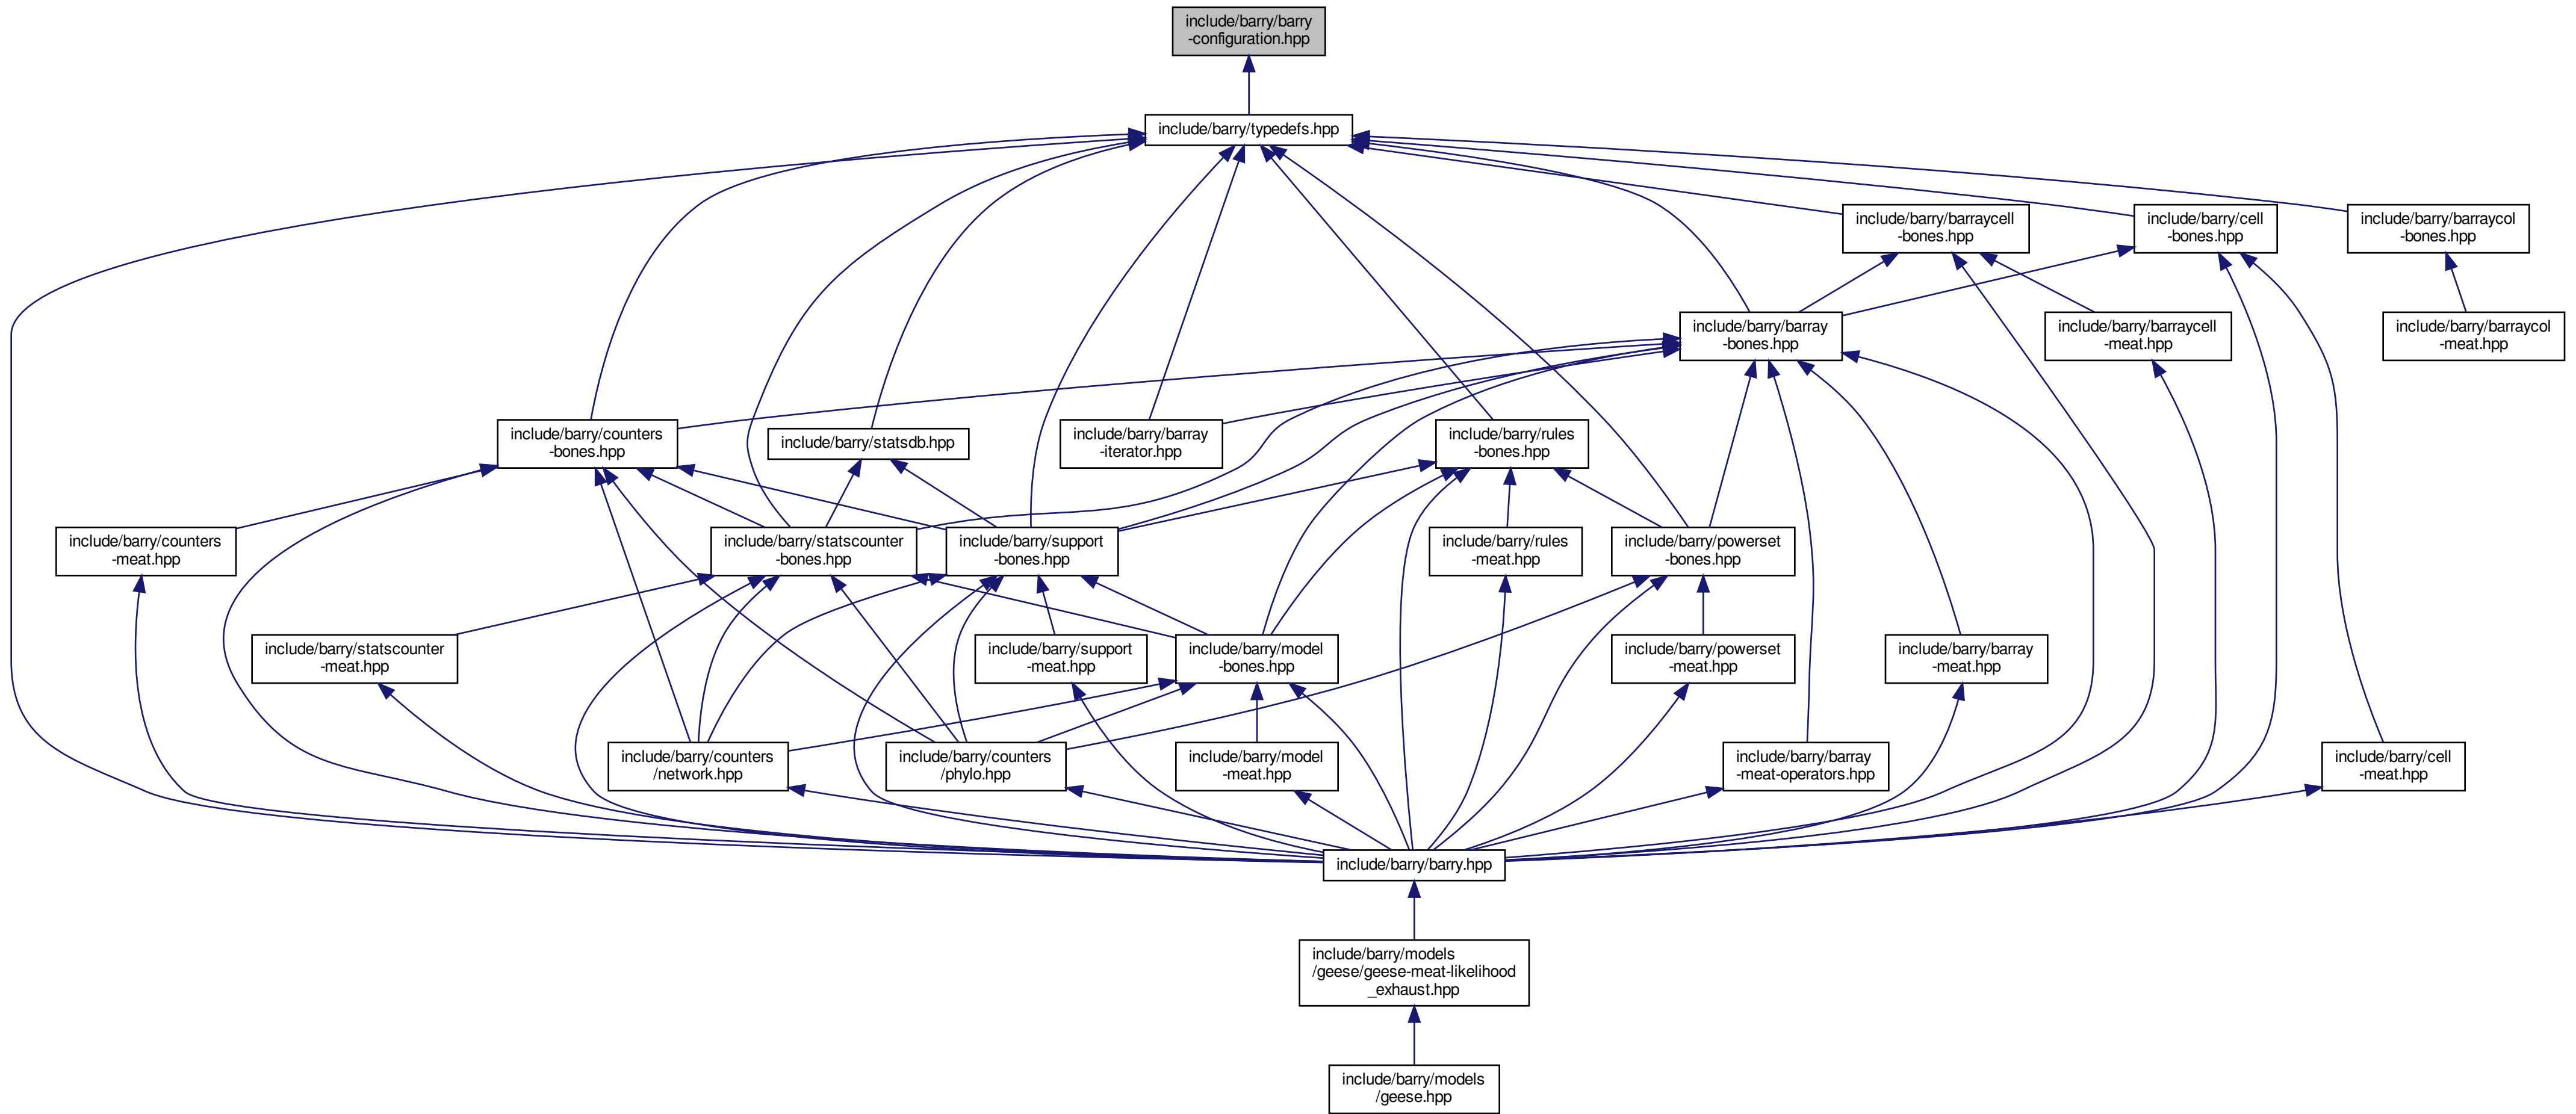 include/barry/barry
-configuration.hpp
include/barry/typedefs.hpp
include/barry/barraycell
-bones.hpp
include/barry/cell
-bones.hpp
include/barry/barraycol
-bones.hpp
include/barry/barray
-bones.hpp
include/barry/barraycell
-meat.hpp
include/barry/barraycol
-meat.hpp
include/barry/counters
-bones.hpp
include/barry/statsdb.hpp
include/barry/barray
-iterator.hpp
include/barry/rules
-bones.hpp
include/barry/counters
-meat.hpp
include/barry/statscounter
-bones.hpp
include/barry/support
-bones.hpp
include/barry/rules
-meat.hpp
include/barry/powerset
-bones.hpp
include/barry/statscounter
-meat.hpp
include/barry/support
-meat.hpp
include/barry/model
-bones.hpp
include/barry/powerset
-meat.hpp
include/barry/barray
-meat.hpp
include/barry/counters
/network.hpp
include/barry/counters
/phylo.hpp
include/barry/model
-meat.hpp
include/barry/barray
-meat-operators.hpp
include/barry/cell
-meat.hpp
include/barry/barry.hpp
include/barry/models
/geese/geese-meat-likelihood
_exhaust.hpp
include/barry/models
/geese.hpp